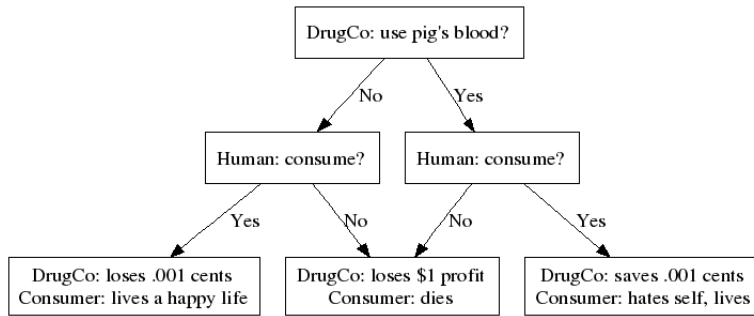 DrugCo: use pig's blood?
No
Yes
Human: consume?
Human: consume?
Yes
No
No
Yes
DrugCo: loses .001 cents
Consumer: lives a happy life
DrugCo: loses $1 profit
Consumer: dies
DrugCo: saves .001 cents
Consumer: hates self, lives